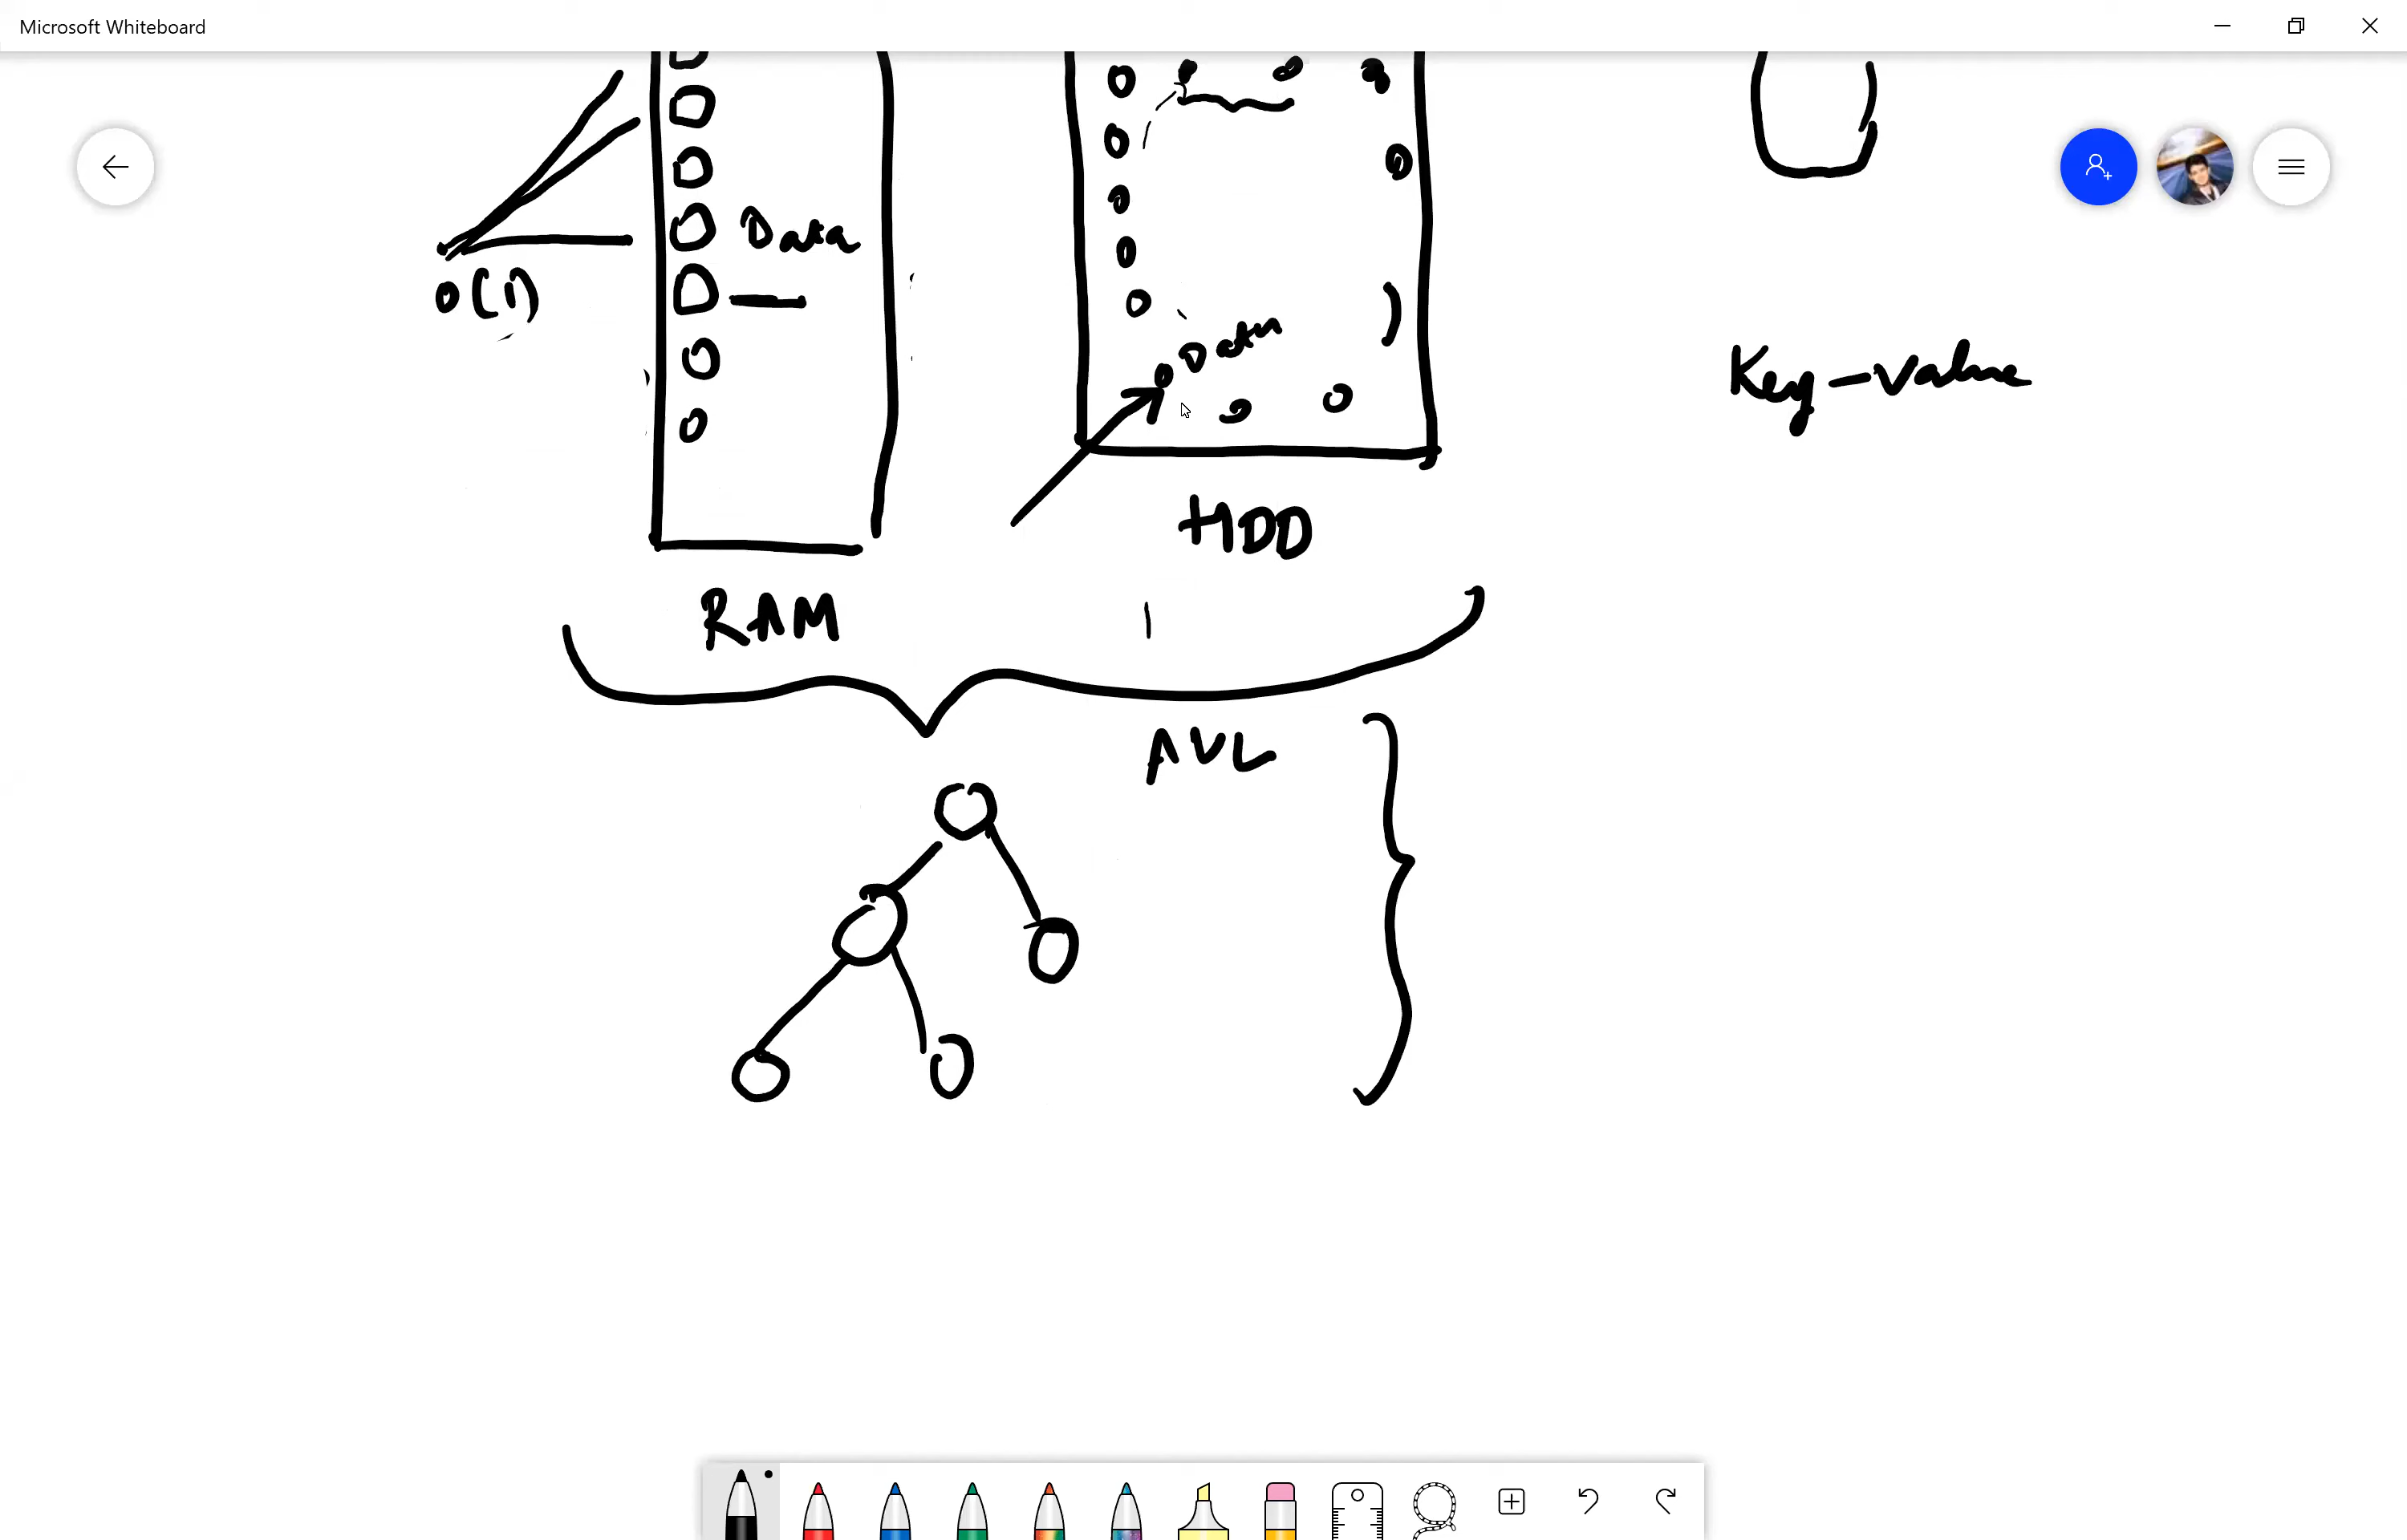 Microsoft Whiteboard
Data
O(1)
Data
Key-Value
HDD
RAM
AVL